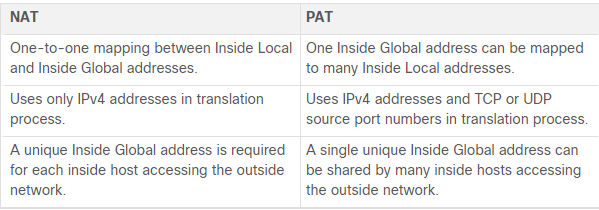 NAT
PAT
One-to-one mapping between Inside Local
and Inside Global addresses.
One Inside Global address can be mapped
to many Inside Local addresses.
Uses only IPv4 addresses in translation
process.
Uses IPv4 addresses and TCP or UDP
source port numbers in translation process.
A unique Inside Global address is required
for each inside host accessing the outside
network.
A single unique Inside Global address can
be shared by many inside hosts accessing
the outside network.